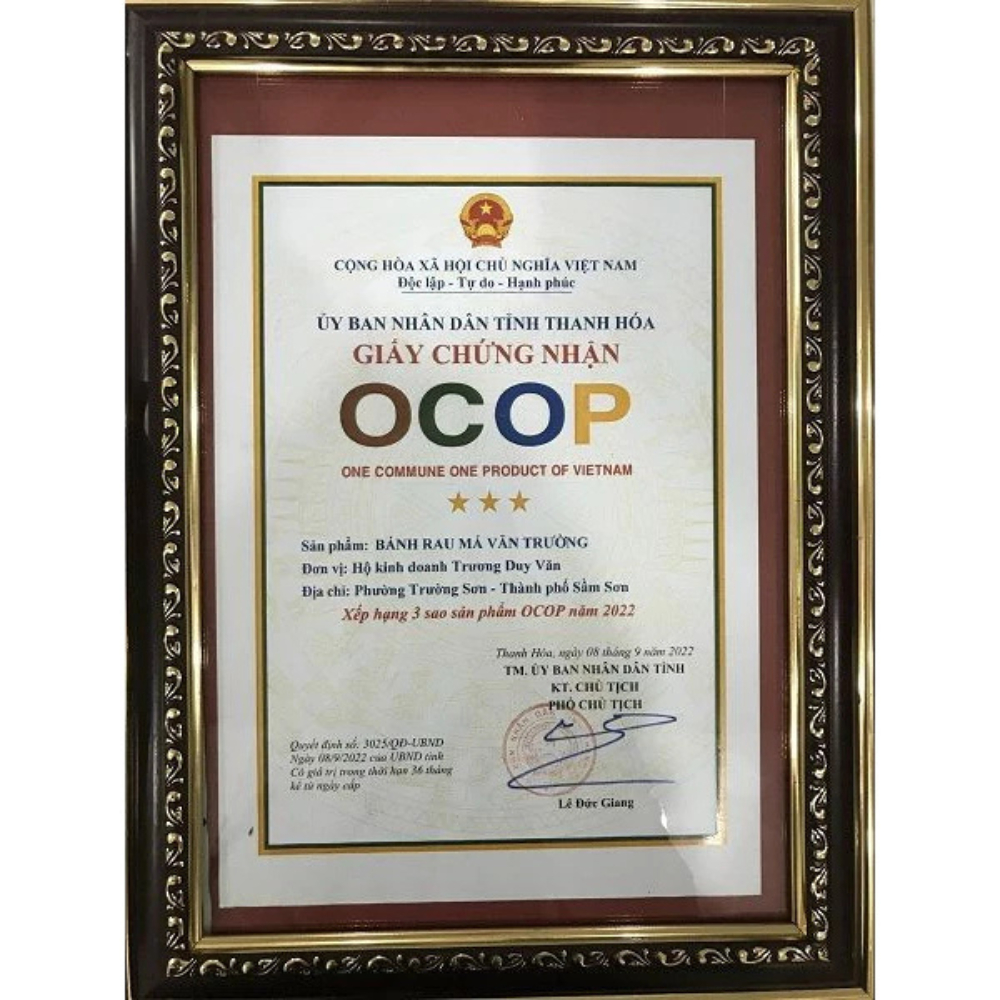 CỘNG HÒA XÃ HỘI CHỦ NGHĨA VIỆT NAM
Độc lập - Tự do - Hạnh phúc
ỦY BAN NHÂN DÂN TỈNH THANH HÓA
GIẤY CHỨNG NHẬN
OCOP
ONE COMMUNE ONE PRODUCT OF VIETNAM
Sản phẩm: BÁNH RAU MÁ VĂN TRƯỜNG
Đơn vị: Hộ kinh doanh Trương Duy Văn
Địa chỉ: Phường Trường Sơn - Thành phố Sầm Sơn
Xếp hạng 3 sao sản phẩm OCOP năm 2022
Thanh Hóa, ngày 08 tháng 9 năm 2022
TM. ỦY BAN NHÂN DÂN TỈNH
KT. CHỦ TỊCH
PHÓ CHỦ TỊCH
Quyết định số: 3025/QĐ-UBND
Ngày 08/9/2022 của UBND tỉnh
Có giá trị trong thời hạn 36 tháng
kể từ ngày cấp
Lê Đức Giang